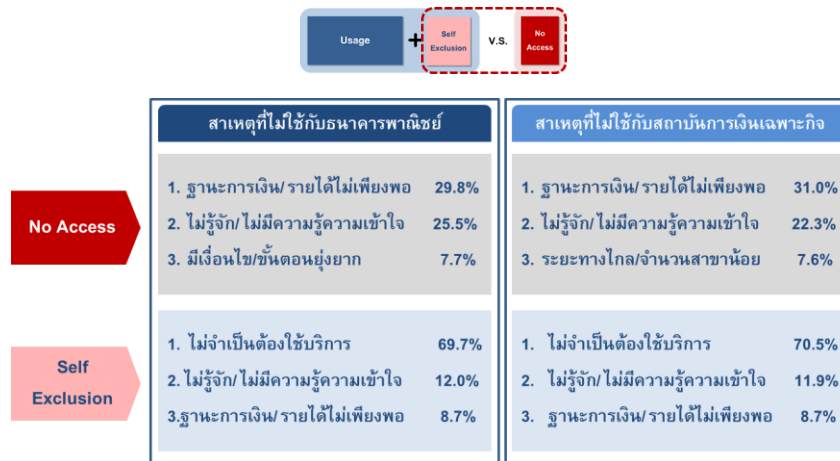 Usage
+
Self
Exclusion
V.S.
No
Access
สาเหตุที่ไม่ใช้กับธนาคารพาณิชย์
สาเหตุที่ไม่ใช้กับสถาบันการเงินเฉพาะกิจ
No Access
1. ฐานะการเงิน/รายได้ไม่เพียงพอ 29.8%
2. ไม่รู้จัก/ไม่มีความรู้ความเข้าใจ 25.5%
3. มีเงื่อนไข/ขั้นตอนยุ่งยาก 7.7%
1. ฐานะการเงิน/รายได้ไม่เพียงพอ 31.0%
2. ไม่รู้จัก/ไม่มีความรู้ความเข้าใจ 22.3%
3. ระยะทางไกล/จำนวนสาขาน้อย 7.6%
Self
Exclusion
1. ไม่จำเป็นต้องใช้บริการ 69.7%
2. ไม่รู้จัก/ไม่มีความรู้ความเข้าใจ 12.0%
3.ฐานะการเงิน/รายได้ไม่เพียงพอ 8.7%
1. ไม่จำเป็นต้องใช้บริการ 70.5%
2. ไม่รู้จัก/ไม่มีความรู้ความเข้าใจ 11.9%
3. ฐานะการเงิน/รายได้ไม่เพียงพอ 8.7%